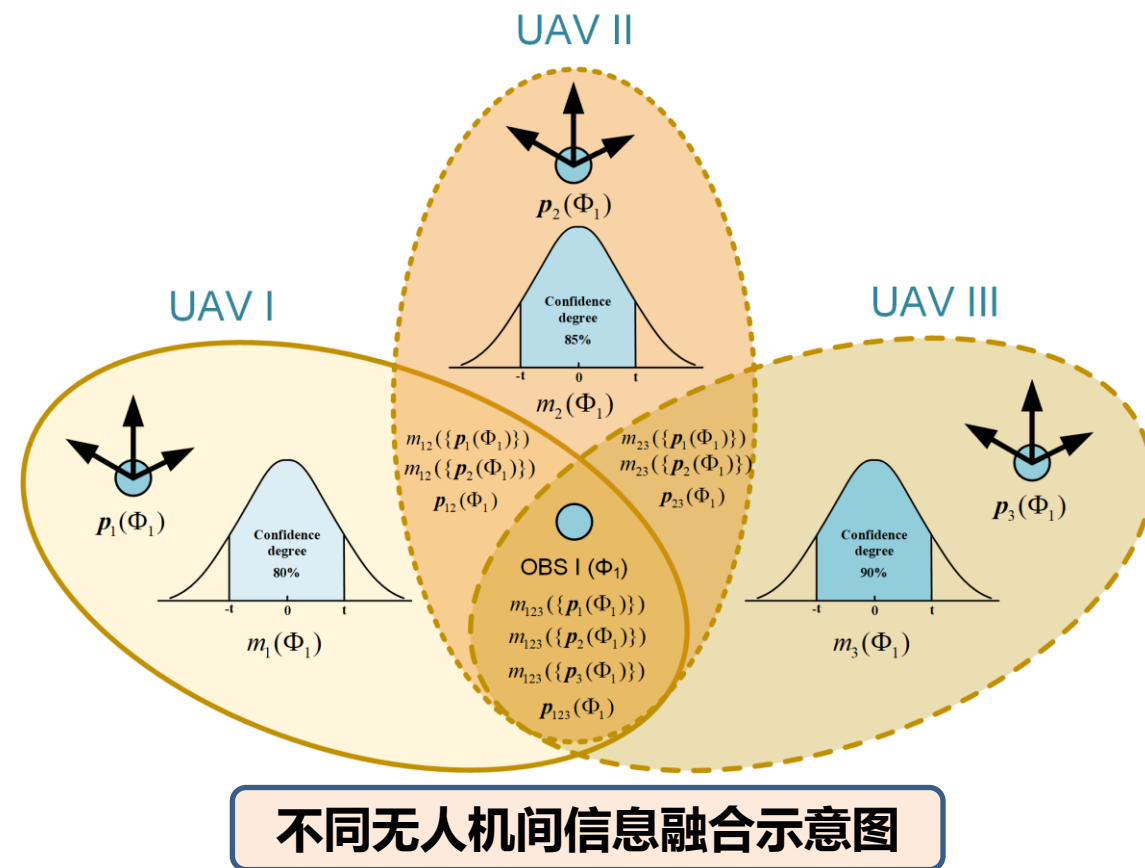 UAV II
p₂(Φ₁)
Confidence
degree
85%
-t 0 t
m₂(Φ₁)
UAV I
p₁(Φ₁)
Confidence
degree
80%
-t 0 t
m₁(Φ₁)
m₁₂({p₁(Φ₁)})
m₁₂({p₂(Φ₁)})
p₁₂(Φ₁)
UAV III
m₂₃({p₁(Φ₁)})
m₂₃({p₂(Φ₁)})
p₂₃(Φ₁)
p₃(Φ₁)
Confidence
degree
90%
-t 0 t
m₃(Φ₁)
OBS I (Φ₁)
m₁₂₃({p₁(Φ₁)})
m₁₂₃({p₂(Φ₁)})
m₁₂₃({p₃(Φ₁)})
p₁₂₃(Φ₁)
不同无人机间信息融合示意图